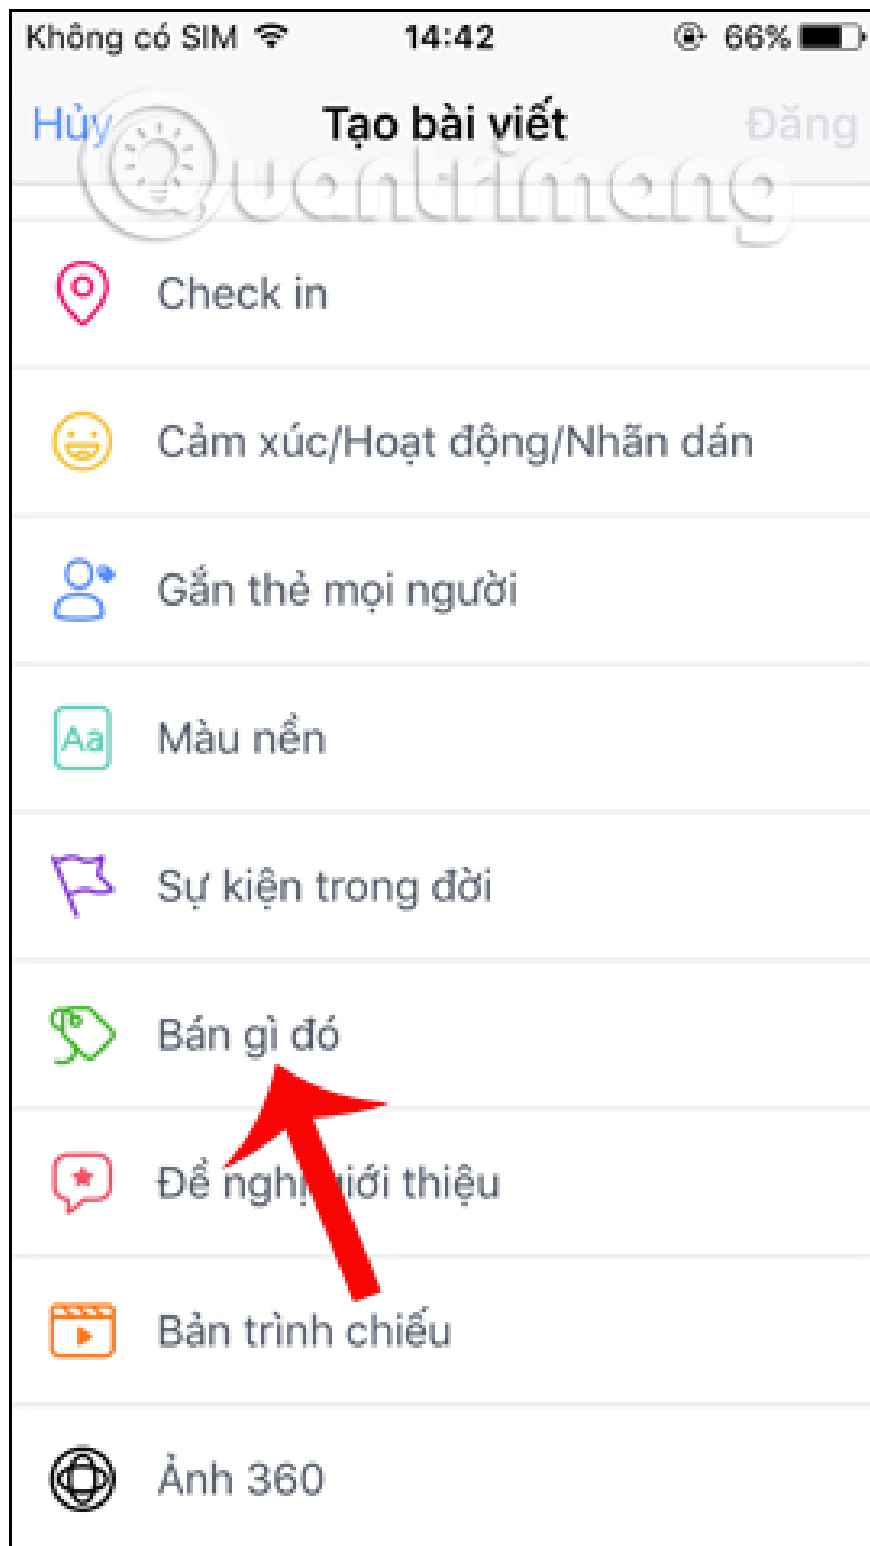 Không có SIM 14:42 66%
Hủy Tạo bài viết Đăng
Quantrimang
Check in
Cảm xúc/Hoạt động/Nhãn dán
Gắn thẻ mọi người
Aa Màu nền
Sự kiện trong đời
Bán gì đó
Đề nghị giới thiệu
Bản trình chiếu
Ảnh 360